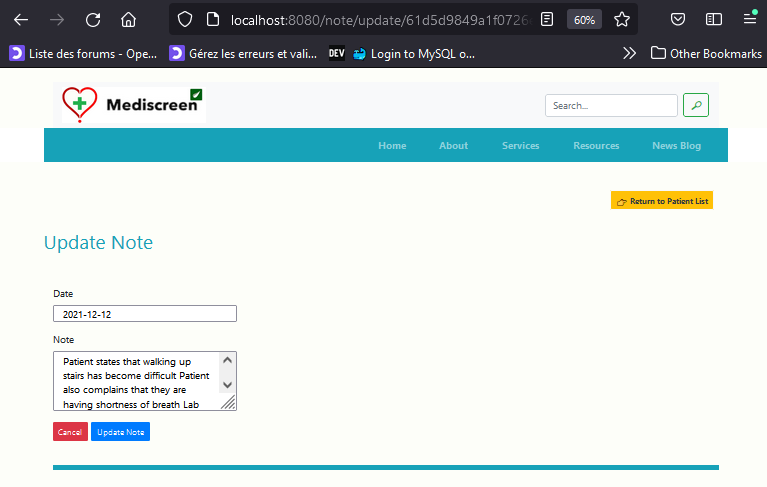 localhost:8080/note/update/61d5d9849a1f0726
60%
Liste des forums - Ope...
Gérez les erreurs et vali...
DEV
Login to MySQL o...
Other Bookmarks
Mediscreen
Search...
Home
About
Services
Resources
News Blog
Return to Patient List
Update Note
Date
2021-12-12
Note
Patient states that walking up
stairs has become difficult Patient
also complains that they are
having shortness of breath Lab
Cancel
Update Note